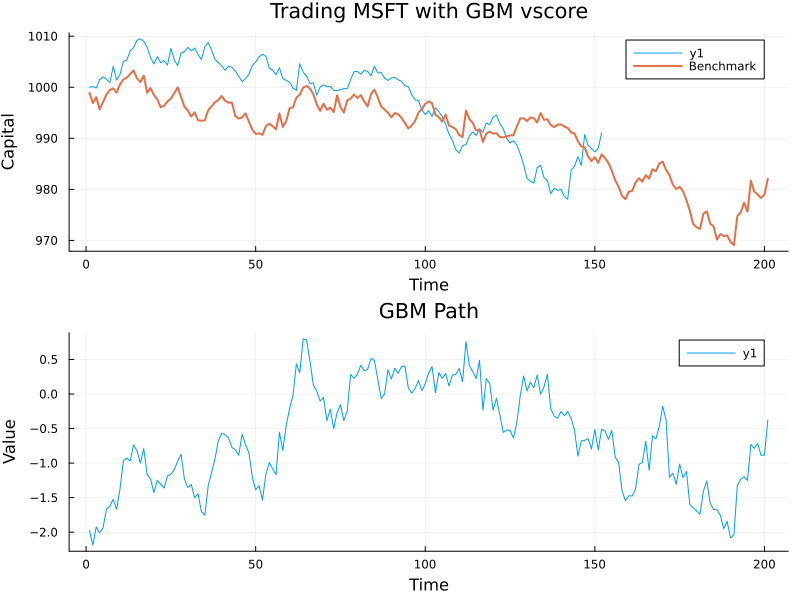 Trading MSFT with GBM vscore
1010
1000
990
980
970
Capital
y1
Benchmark
0 50 100 150 200
Time
GBM Path
0.5
0.0
−0.5
−1.0
−1.5
−2.0
Value
y1
0 50 100 150 200
Time